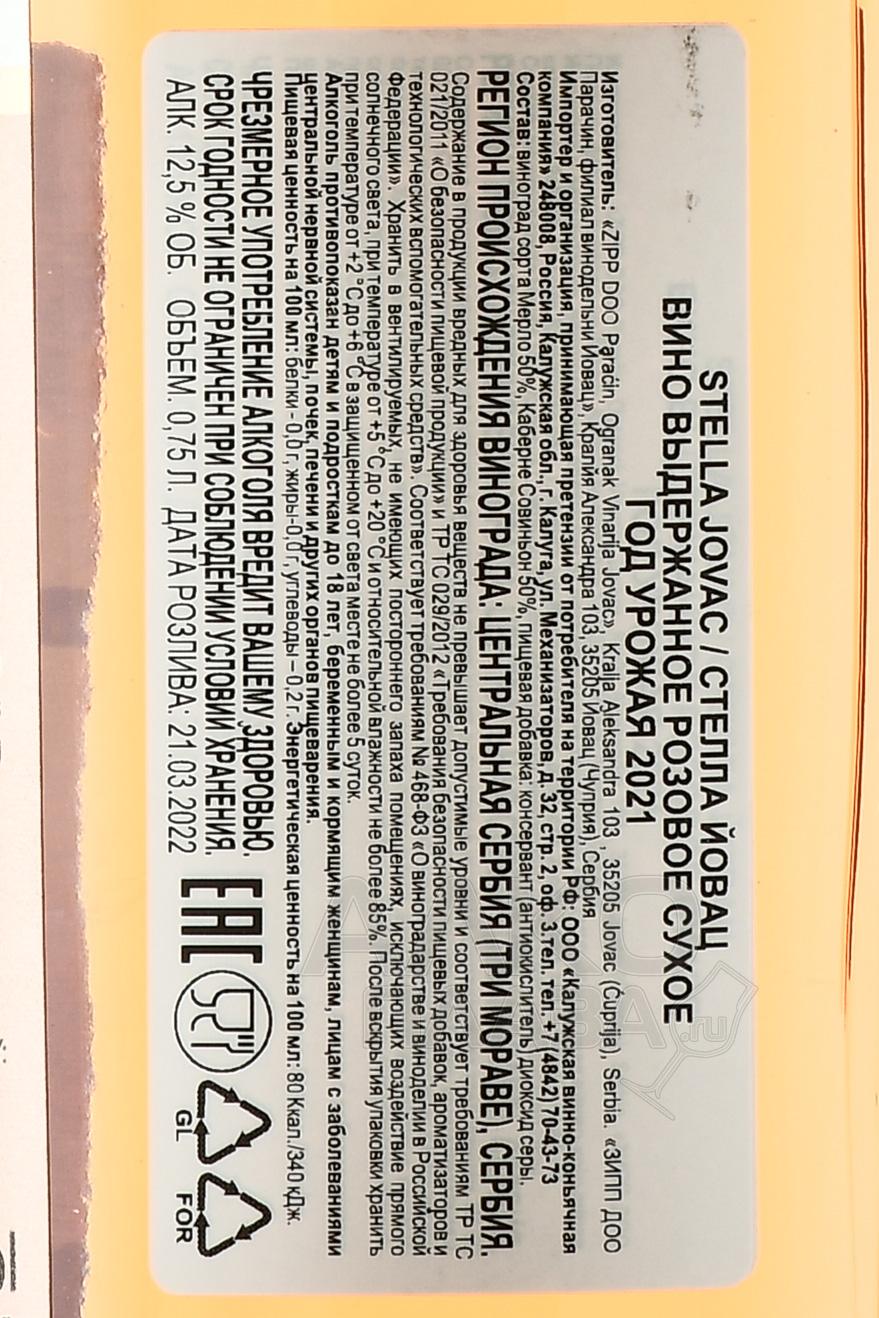 STELLA JOVAC / СТЕЛЛА ЙОВАЦ
ВИНО ВЫДЕРЖАННОЕ РОЗОВОЕ СУХОЕ
ГОД УРОЖАЯ 2021
Изготовитель: «ZIPP DOO Paraćin, Ogranak Vinarija Jovac», Kralja Aleksandra 103 , 35205 Jovac (Ćuprija), Serbia. «ЗИПП ДОО
Парачин, филиал винодельни Йовац», Кралия Александра 103, 35205 Йовац (Чуприя), Сербия
Импортер и организация, принимающая претензии от потребителя на территории РФ: ООО «Калужская винно-коньячная
компания» 248008, Россия, Калужская обл., г. Калуга, ул. Механизаторов, д. 32, стр. 2, оф. 3 тел. тел. +7 (4842) 70-43-73
Состав: виноград сорта Мерло 50%, Каберне Совиньон 50%, пищевая добавка: консервант (антиокислитель) диоксид серы.
РЕГИОН ПРОИСХОЖДЕНИЯ ВИНОГРАДА: ЦЕНТРАЛЬНАЯ СЕРБИЯ (ТРИ МОРАВЕ), СЕРБИЯ.
Содержание в продукции вредных для здоровья веществ не превышает допустимые уровни и соответствует требованиям ТР ТС
021/2011 «О безопасности пищевой продукции» и ТР ТС 029/2012 «Требования безопасности пищевых добавок, ароматизаторов и
технологических вспомогательных средств». Соответствует требованиям № 468-ФЗ «О виноградарстве и виноделии в Российской
Федерации». Хранить в вентилируемых, не имеющих постороннего запаха помещениях, исключающих воздействие прямого
солнечного света, при температуре от +5 °С до +20 °С и относительной влажности не более 85%. После вскрытия упаковки хранить
при температуре от +2 °С до +6 °С в защищенном от света месте не более 5 суток.
Алкоголь противопоказан детям и подросткам до 18 лет, беременным и кормящим женщинам, лицам с заболеваниями
центральной нервной системы, почек, печени и других органов пищеварения.
Пищевая ценность на 100 мл: белки - 0,0 г, жиры-0,0 г, углеводы – 0,2 г. Энергетическая ценность на 100 мл: 80 Ккал./340 кДж.
ЧРЕЗМЕРНОЕ УПОТРЕБЛЕНИЕ АЛКОГОЛЯ ВРЕДИТ ВАШЕМУ ЗДОРОВЬЮ.
СРОК ГОДНОСТИ НЕ ОГРАНИЧЕН ПРИ СОБЛЮДЕНИИ УСЛОВИЙ ХРАНЕНИЯ.
АЛК. 12,5 % ОБ. ОБЪЕМ. 0,75 Л. ДАТА РОЗЛИВА: 21.03.2022
EAC
GL
FOR